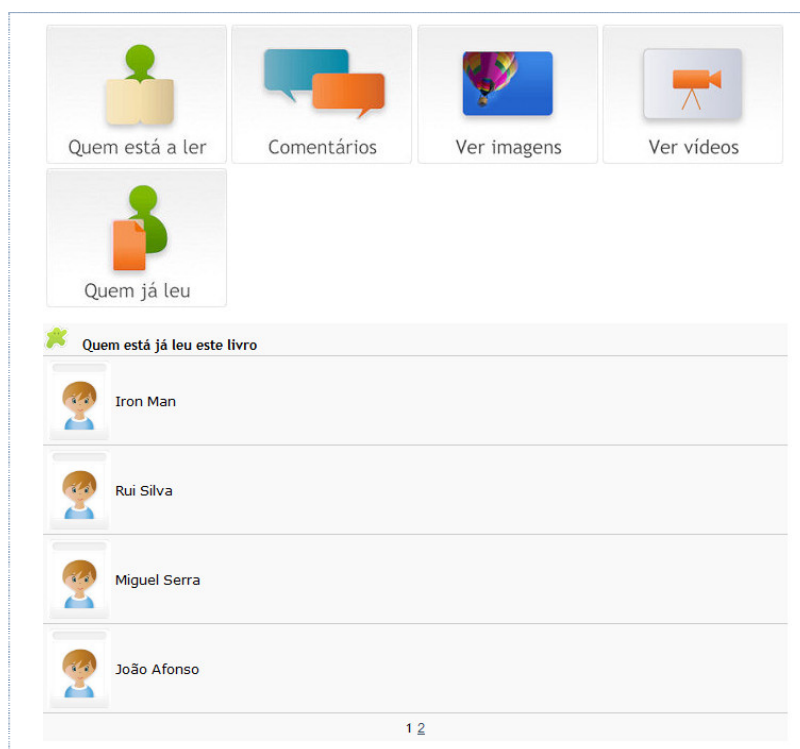 Quem está a ler
Comentários
Ver imagens
Ver vídeos
Quem já leu
Quem está já leu este livro
Iron Man
Rui Silva
Miguel Serra
João Afonso
1 2